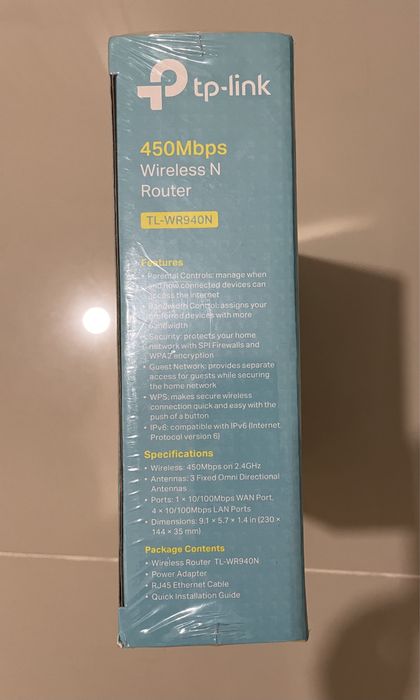 tp-link
450Mbps
Wireless N
Router
TL-WR940N
Features
• Parental Controls: manage when
and how connected devices can
access the internet
• Bandwidth Control: assigns your
preferred devices with more
bandwidth
• Security: protects your home
network with SPI Firewalls and
WPA2 encryption
• Guest Network: provides separate
access for guests while securing
the home network
• WPS: makes secure wireless
connection quick and easy with the
push of a button
• IPv6: compatible with IPv6 (Internet
Protocol version 6)
Specifications
• Wireless: 450Mbps on 2.4GHz
• Antennas: 3 Fixed Omni Directional
Antennas
• Ports: 1 × 10/100Mbps WAN Port,
4 × 10/100Mbps LAN Ports
• Dimensions: 9.1 × 5.7 × 1.4 in (230 ×
144 × 35 mm)
Package Contents
• Wireless Router TL-WR940N
• Power Adapter
• RJ45 Ethernet Cable
• Quick Installation Guide